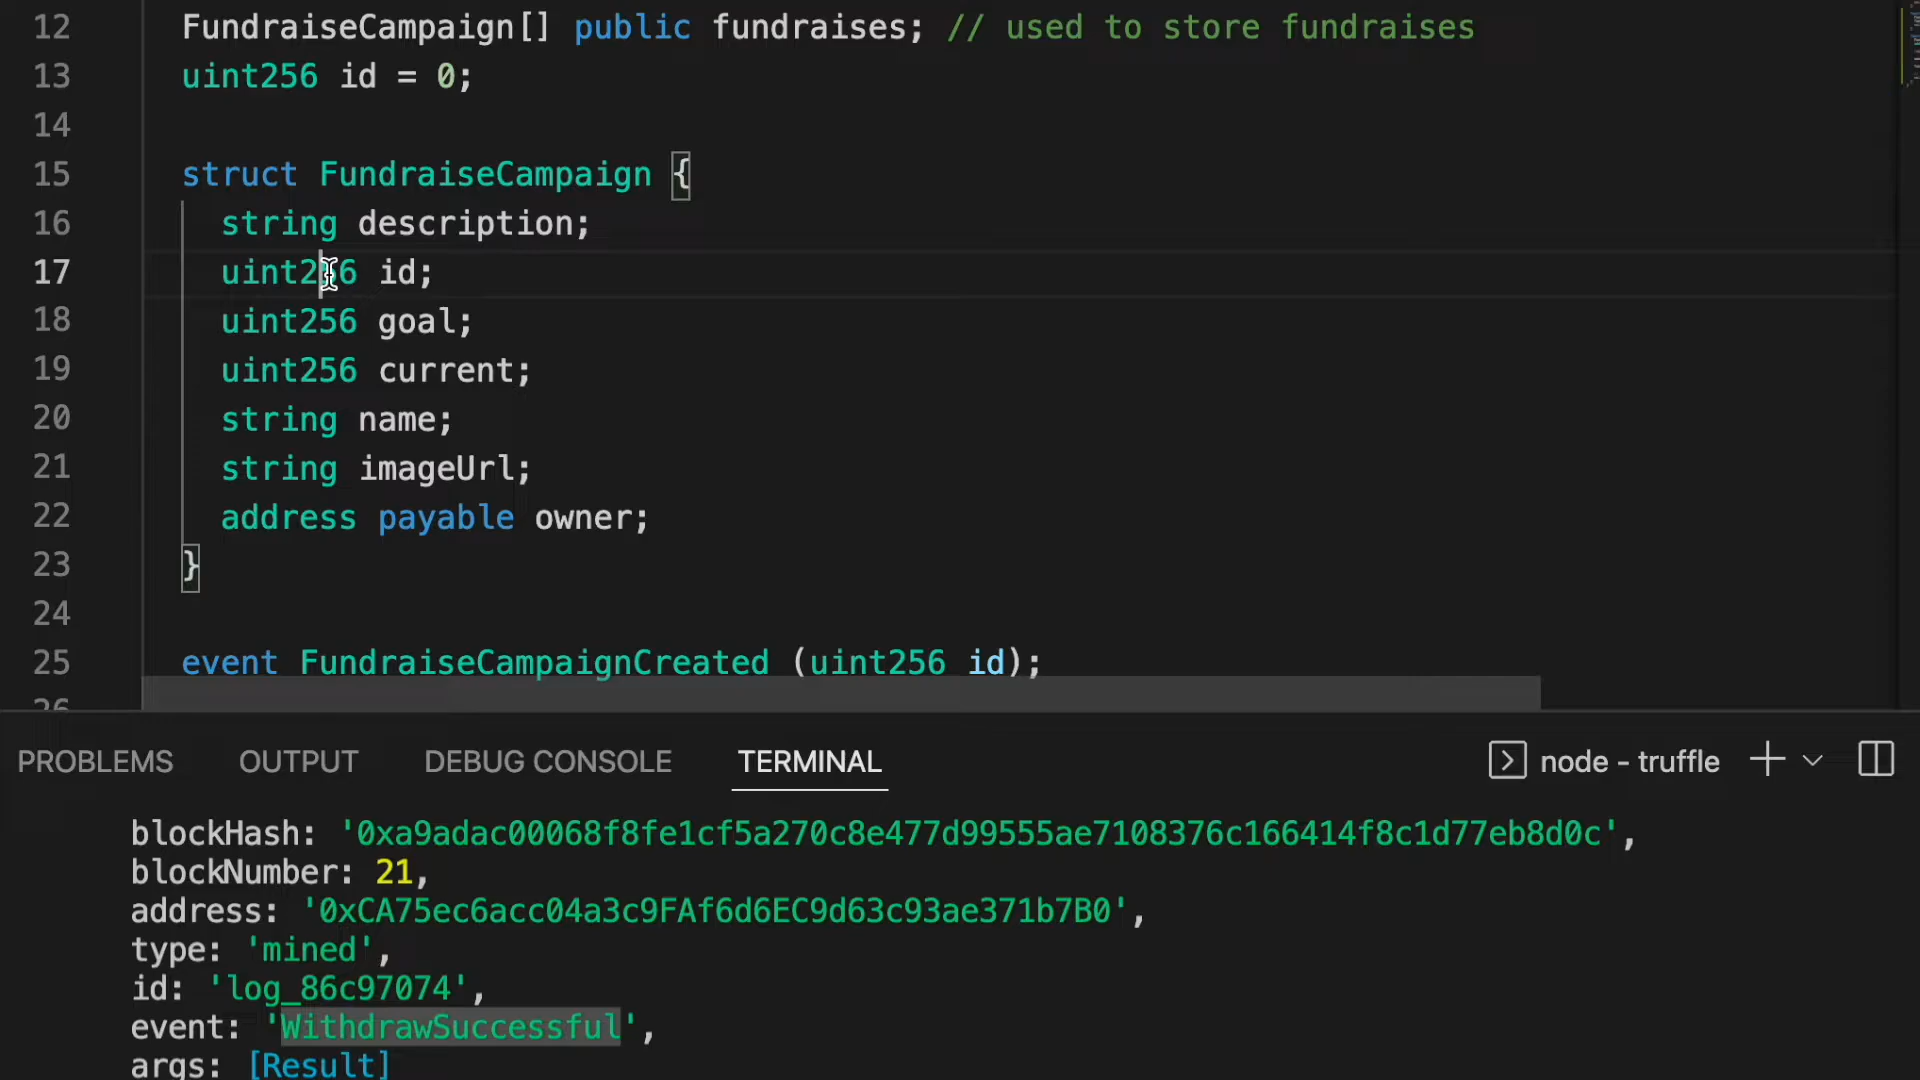 12 FundraiseCampaign[] public fundraises; // used to store fundraises
13 uint256 id = 0;
14
15 struct FundraiseCampaign {
16 string description;
17 uint256 id;
18 uint256 goal;
19 uint256 current;
20 string name;
21 string imageUrl;
22 address payable owner;
23 }
24
25 event FundraiseCampaignCreated (uint256 id);
26
PROBLEMS OUTPUT DEBUG CONSOLE TERMINAL node - truffle
blockHash: '0xa9adac00068f8fe1cf5a270c8e477d99555ae7108376c166414f8c1d77eb8d0c',
blockNumber: 21,
address: '0xCA75ec6acc04a3c9FAf6d6EC9d63c93ae371b7B0',
type: 'mined',
id: 'log_86c97074',
event: 'WithdrawSuccessful',
args: [Result]